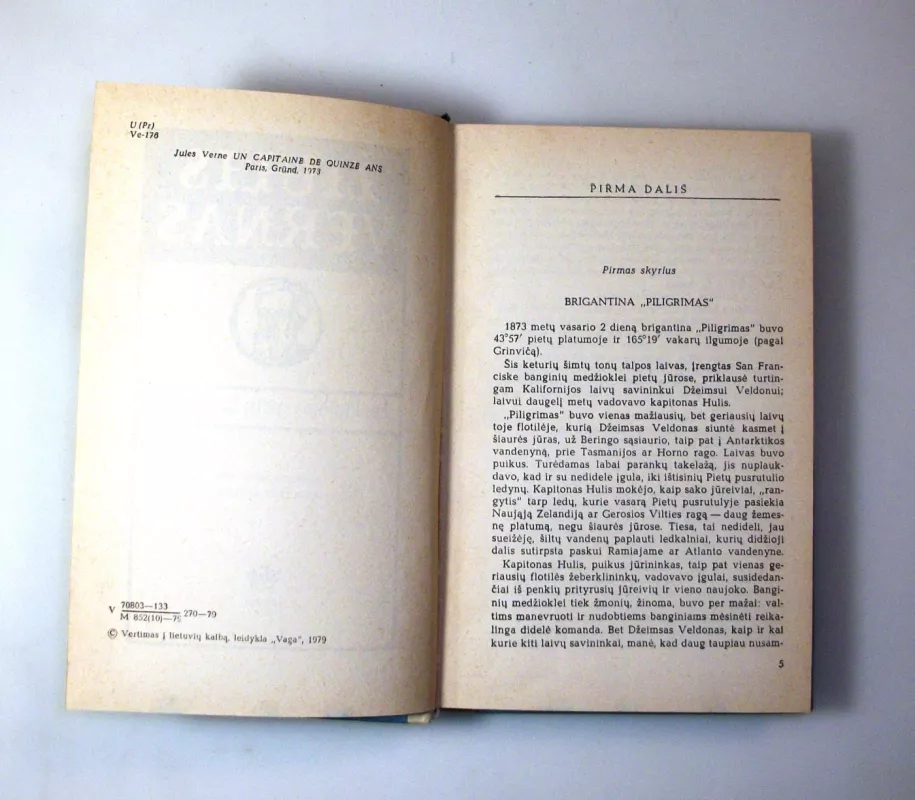 U (Pr)
Ve-176
Jules Verne UN CAPITAINE DE QUINZE ANS
Paris, Gründ, 1973
V 70803—133
M 852(10)—79 270—79
© Vertimas į lietuvių kalbą, leidykla „Vaga", 1979
PIRMA DALIS
Pirmas skyrius
BRIGANTINA „PILIGRIMAS"
1873 metų vasario 2 dieną brigantina „Piligrimas" buvo
43°57′ pietų platumoje ir 165°19′ vakarų ilgumoje (pagal
Grinvičą).
Šis keturių šimtų tonų talpos laivas, įrengtas San Fran-
ciske banginių medžioklei pietų jūrose, priklausė turtin-
gam Kalifornijos laivų savininkui Džeimsui Veldonui;
laivui daugelį metų vadovavo kapitonas Hulis.
„Piligrimas" buvo vienas mažiausių, bet geriausių laivų
toje flotilėje, kurią Džeimsas Veldonas siuntė kasmet į
šiaurės jūras, už Beringo sąsiaurio, taip pat į Antarktikos
vandenyną, prie Tasmanijos ar Horno rago. Laivas buvo
puikus. Turėdamas labai parankų takelažą, jis nuplauk-
davo, kad ir su nedidele įgula, iki ištisinių Pietų pusrutulio
ledynų. Kapitonas Hulis mokėjo, kaip sako jūreiviai, „ran-
gytis" tarp ledų, kurie vasarą Pietų pusrutulyje pasiekia
Naująją Zelandiją ar Gerosios Vilties ragą — daug žemes-
nę platumą, negu šiaurės jūrose. Tiesa, tai nedideli, jau
sueižėję, šiltų vandenų paplauti ledkalniai, kurių didžioji
dalis sutirpsta paskui Ramiajame ar Atlanto vandenyne.
Kapitonas Hulis, puikus jūrininkas, taip pat vienas ge-
riausių flotilės žeberklininkų, vadovavo įgulai, susidedan-
čiai iš penkių prityrusių jūreivių ir vieno naujoko. Bangi-
nių medžioklei tiek žmonių, žinoma, buvo per mažai: val-
tims manevruoti ir nudobtiems banginiams mėsinėti reika-
linga didelė komanda. Bet Džeimsas Veldonas, kaip ir kai
kurie kiti laivų savininkai, manė, kad daug taupiau nusam-
5